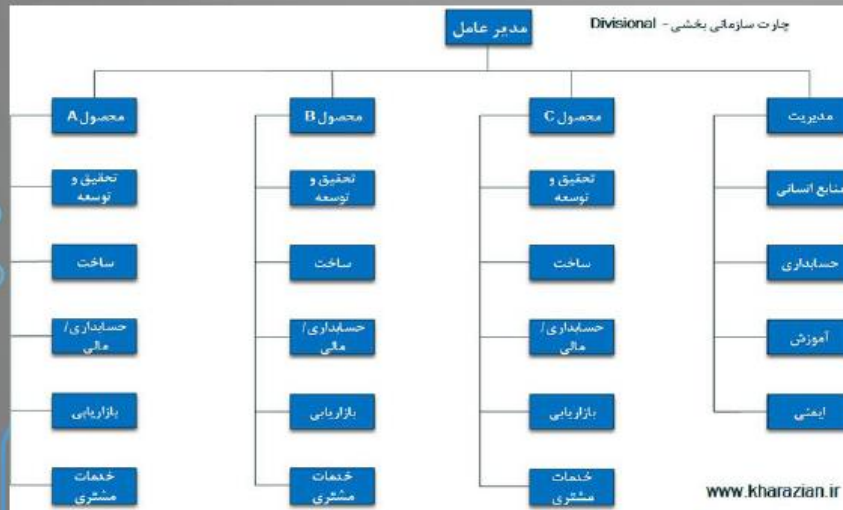 چارت سازمانی بخشی - Divisional
مدیر عامل
محصول A
تحقیق و
توسعه
ساخت
حسابداری/
مالی
بازاریابی
خدمات
مشتری
محصول B
تحقیق و
توسعه
ساخت
حسابداری/
مالی
بازاریابی
خدمات
مشتری
محصول C
تحقیق و
توسعه
ساخت
حسابداری/
مالی
بازاریابی
خدمات
مشتری
مدیریت
منابع انسانی
حسابداری
آموزش
ایمنی
www.kharazian.ir